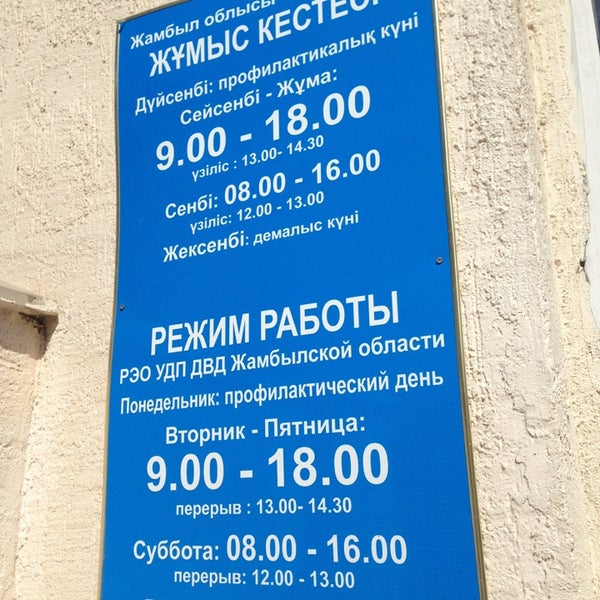 Жамбыл облысы
ЖҰМЫС
Дүйсенбі: профилактикалық күні
Сейсенбі - Жұма:
9.00 - 18.00
үзіліс : 13.00- 14.30
Сенбі: 08.00 - 16.00
үзіліс: 12.00 - 13.00
Жексенбі: демалыс күні
РЕЖИМ РАБОТЫ
РЭО УДП ДВД Жамбылской области
Понедельник: профилактический день
Вторник - Пятница:
9.00 - 18.00
перерыв : 13.00- 14.30
Суббота: 08.00 - 16.00
перерыв: 12.00 - 13.00